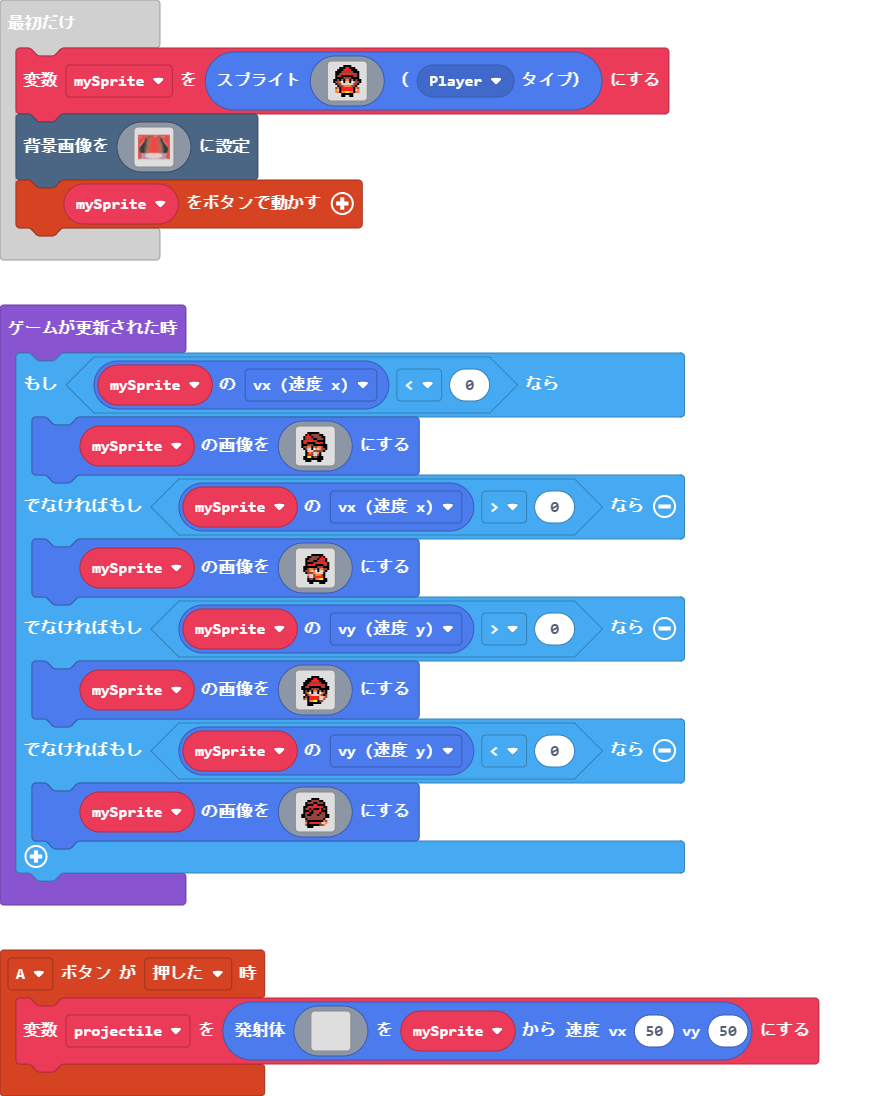 最初だけ
変数 mySprite を スプライト ( Player タイプ) にする
背景画像を に設定
mySprite をボタンで動かす
ゲームが更新された時
もし mySprite の vx (速度 x) < 0 なら
mySprite の画像を にする
でなければもし mySprite の vx (速度 x) > 0 なら
mySprite の画像を にする
でなければもし mySprite の vy (速度 y) > 0 なら
mySprite の画像を にする
でなければもし mySprite の vy (速度 y) < 0 なら
mySprite の画像を にする
A ボタン が 押した 時
変数 projectile を 発射体 を mySprite から 速度 vx 50 vy 50 にする